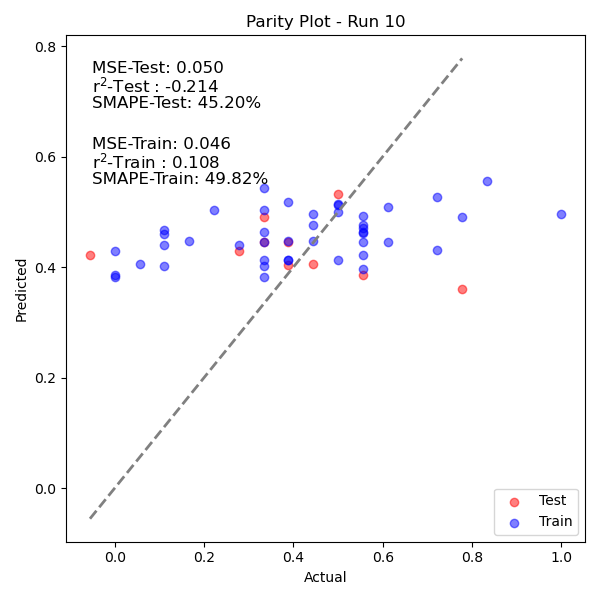 Parity Plot - Run 10
MSE-Test: 0.050
r²-Test : -0.214
SMAPE-Test: 45.20%
MSE-Train: 0.046
r²-Train : 0.108
SMAPE-Train: 49.82%
Predicted
0.8
0.6
0.4
0.2
0.0
0.0 0.2 0.4 0.6 0.8 1.0
Actual
Test
Train